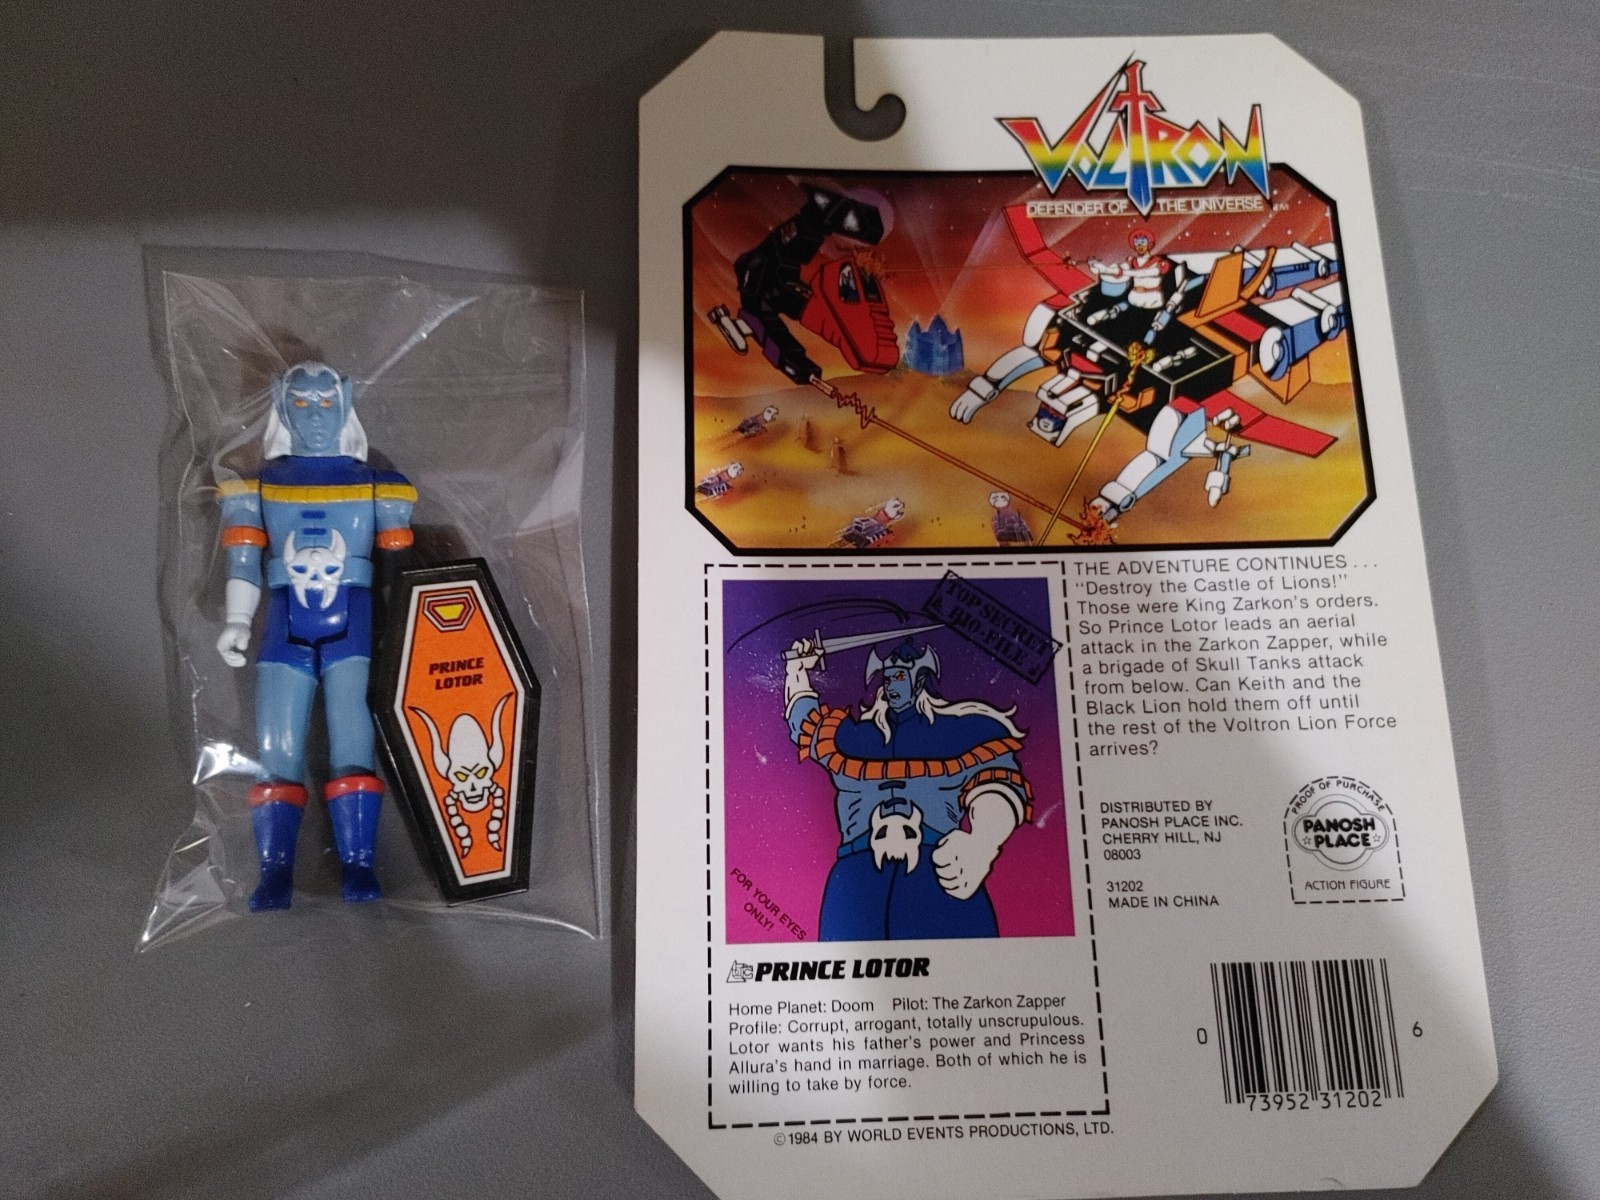 VOLTRON
DEFENDER OF THE UNIVERSE TM
PRINCE
LOTOR
TOP SECRET
BIO-FILE
FOR YOUR EYES
ONLY!
PRINCE LOTOR
Home Planet: Doom Pilot: The Zarkon Zapper
Profile: Corrupt, arrogant, totally unscrupulous.
Lotor wants his father's power and Princess
Allura's hand in marriage. Both of which he is
willing to take by force.
THE ADVENTURE CONTINUES . . .
"Destroy the Castle of Lions!"
Those were King Zarkon's orders.
So Prince Lotor leads an aerial
attack in the Zarkon Zapper, while
a brigade of Skull Tanks attack
from below. Can Keith and the
Black Lion hold them off until
the rest of the Voltron Lion Force
arrives?
DISTRIBUTED BY
PANOSH PLACE INC.
CHERRY HILL, NJ
08003
31202
MADE IN CHINA
PROOF OF PURCHASE
PANOSH
PLACE
ACTION FIGURE
0 73952 31202 6
©1984 BY WORLD EVENTS PRODUCTIONS, LTD.